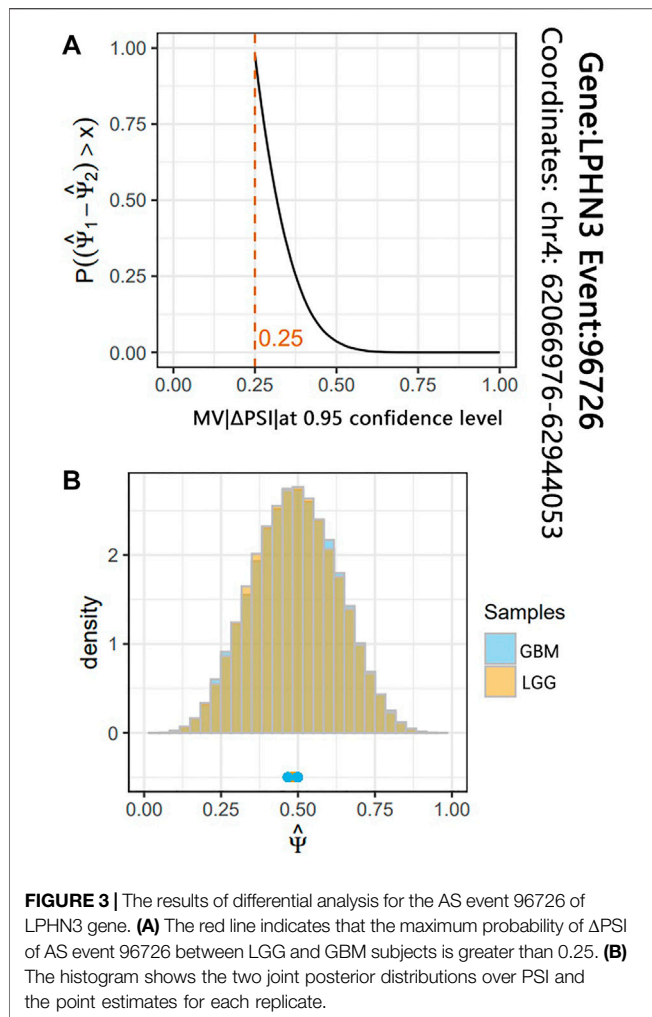 A
1.00
0.75
0.50
0.25
0.00
P((Ψ̂₁ − Ψ̂₂) > x)
0.25
0.00 0.25 0.50 0.75 1.00
MV|ΔPSI|at 0.95 confidence level
Gene:LPHN3 Event:96726
Coordinates: chr4: 62066976-62944053
B
2
1
0
density
0.00 0.25 0.50 0.75 1.00
Ψ̂
Samples
GBM
LGG
FIGURE 3 | The results of differential analysis for the AS event 96726 of
LPHN3 gene. (A) The red line indicates that the maximum probability of ΔPSI
of AS event 96726 between LGG and GBM subjects is greater than 0.25. (B)
The histogram shows the two joint posterior distributions over PSI and
the point estimates for each replicate.